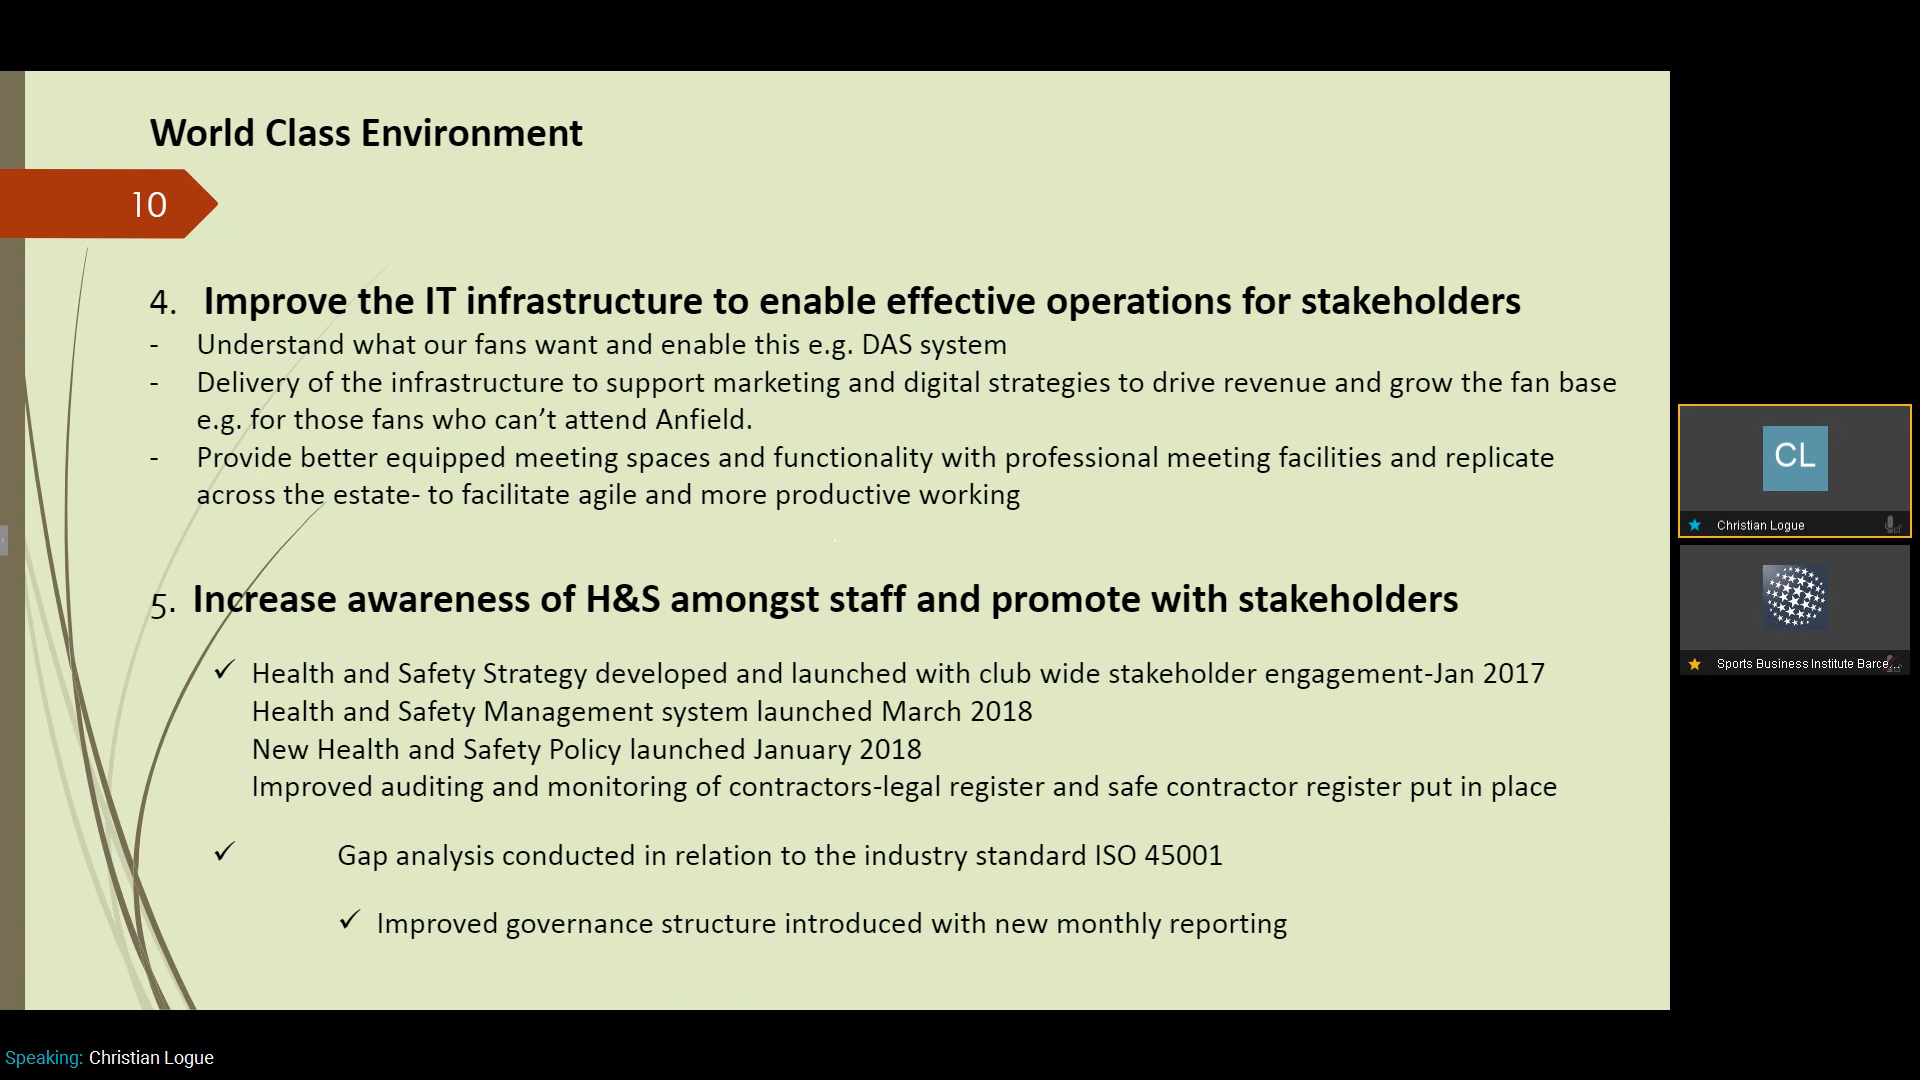 World Class Environment
10
4. Improve the IT infrastructure to enable effective operations for stakeholders
- Understand what our fans want and enable this e.g. DAS system
- Delivery of the infrastructure to support marketing and digital strategies to drive revenue and grow the fan base
e.g. for those fans who can’t attend Anfield.
- Provide better equipped meeting spaces and functionality with professional meeting facilities and replicate
across the estate- to facilitate agile and more productive working
5. Increase awareness of H&S amongst staff and promote with stakeholders
✓ Health and Safety Strategy developed and launched with club wide stakeholder engagement-Jan 2017
Health and Safety Management system launched March 2018
New Health and Safety Policy launched January 2018
Improved auditing and monitoring of contractors-legal register and safe contractor register put in place
✓ Gap analysis conducted in relation to the industry standard ISO 45001
✓ Improved governance structure introduced with new monthly reporting
CL
Christian Logue
Sports Business Institute Barce...
Speaking: Christian Logue